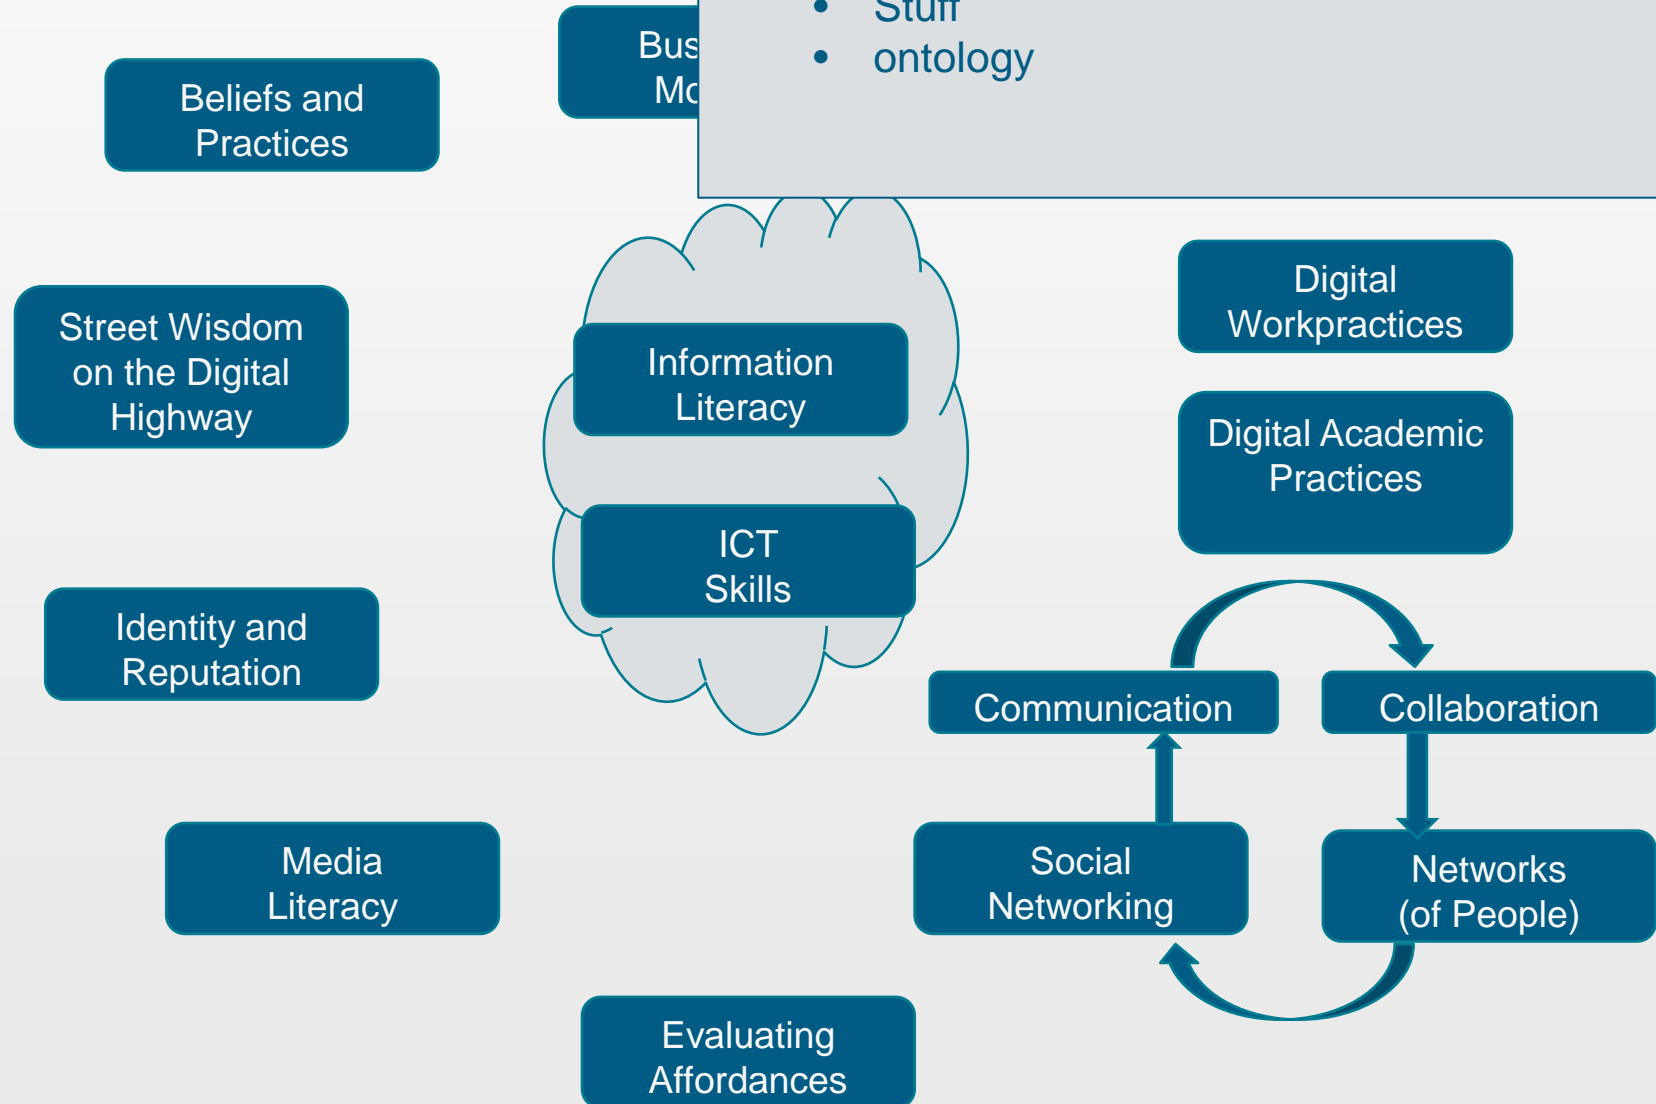 Stuff
ontology
Beliefs and
Practices
Street Wisdom
on the Digital
Highway
Information
Literacy
Digital
Workpractices
Digital Academic
Practices
ICT
Skills
Identity and
Reputation
Communication
Collaboration
Media
Literacy
Social
Networking
Networks
(of People)
Evaluating
Affordances